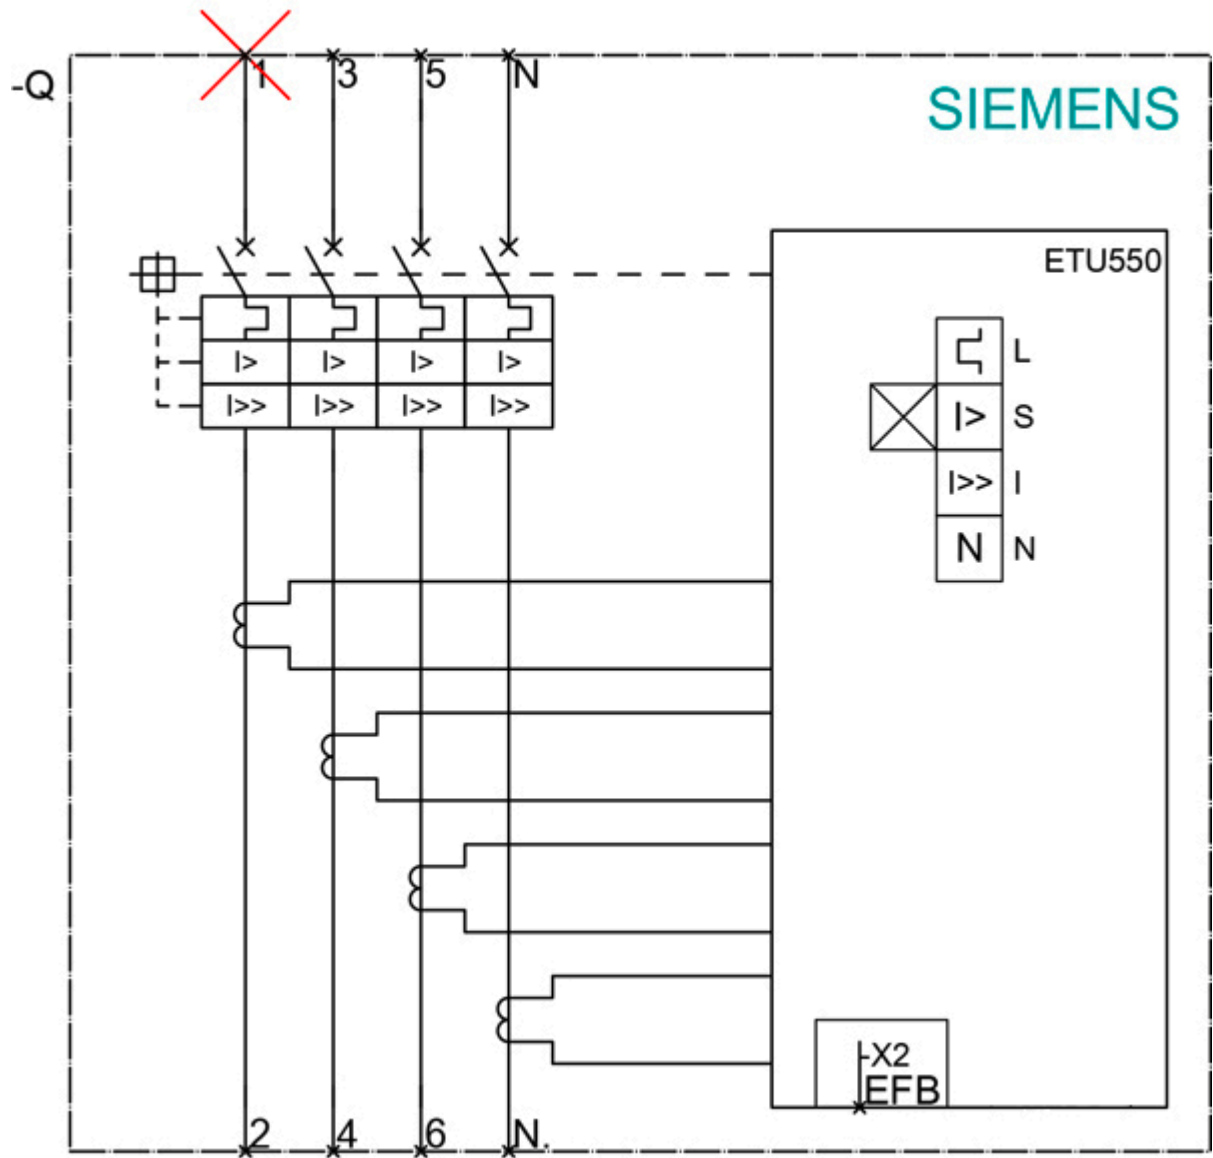 -Q
1 3 5 N
SIEMENS
ETU550
L
I> I> I> I>
I> S
I>> I>> I>> I>>
I>> I
N N
-X2
EFB
2 4 6 N.